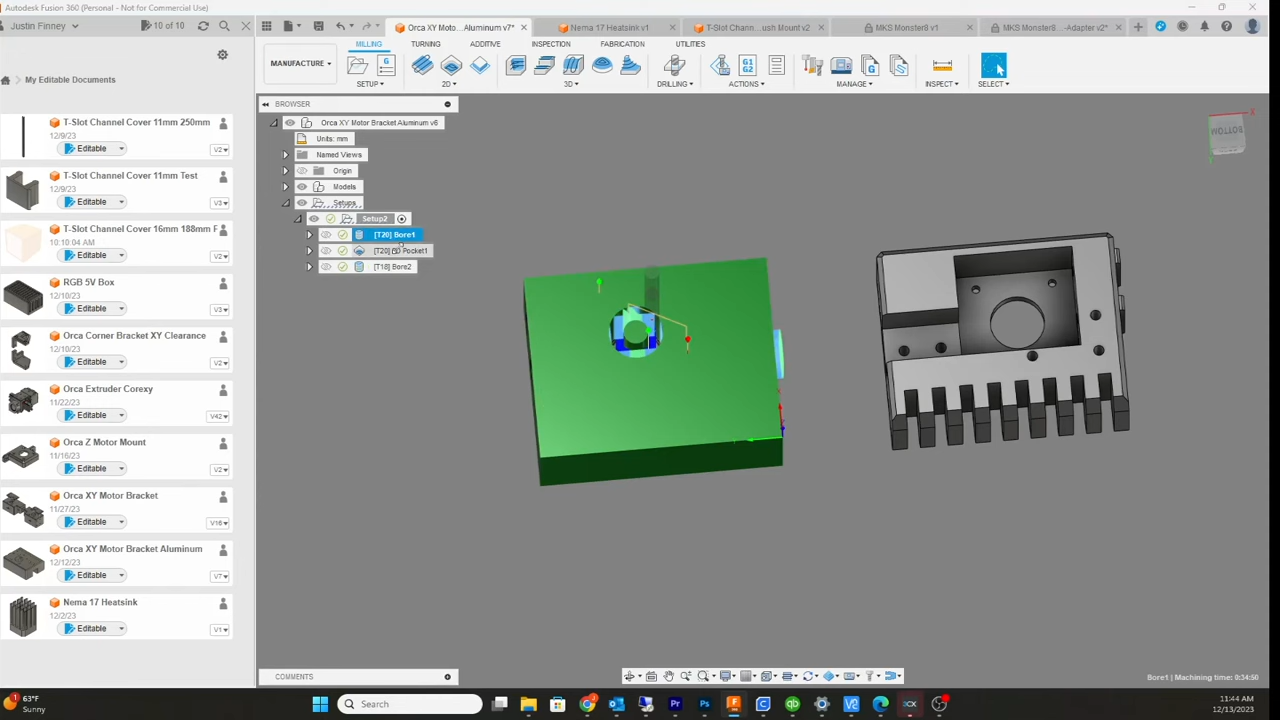 Autodesk Fusion 360 (Personal - Not for Commercial Use)
Justin Finney
10 of 10
Orca XY Moto... Aluminum v7*
Nema 17 Heatsink v1
T-Slot Chann...ush Mount v2
MKS Monster8 v1
MKS Monster8...-Adapter v2*
MILLING
TURNING
ADDITIVE
INSPECTION
FABRICATION
UTILITIES
MANUFACTURE
SETUP
2D
3D
DRILLING
ACTIONS
MANAGE
INSPECT
SELECT
G1
G2
My Editable Documents
T-Slot Channel Cover 11mm 250mm
12/9/23
Editable
V2
T-Slot Channel Cover 11mm Test
12/9/23
Editable
V3
T-Slot Channel Cover 16mm 188mm F
10:10:04 AM
Editable
V2
RGB 5V Box
12/10/23
Editable
V3
Orca Corner Bracket XY Clearance
12/10/23
Editable
V2
Orca Extruder Corexy
11/22/23
Editable
V42
Orca Z Motor Mount
11/16/23
Editable
V2
Orca XY Motor Bracket
11/27/23
Editable
V16
Orca XY Motor Bracket Aluminum
12/12/23
Editable
V7
Nema 17 Heatsink
12/2/23
Editable
V1
BROWSER
Orca XY Motor Bracket Aluminum v6
Units: mm
Named Views
Origin
Models
Setups
Setup2
[T20] Bore1
[T20] Pocket1
[T18] Bore2
BOTTOM
X
COMMENTS
Bore1 | Machining time: 0:34:50
63°F
Sunny
Search
11:44 AM
12/13/2023